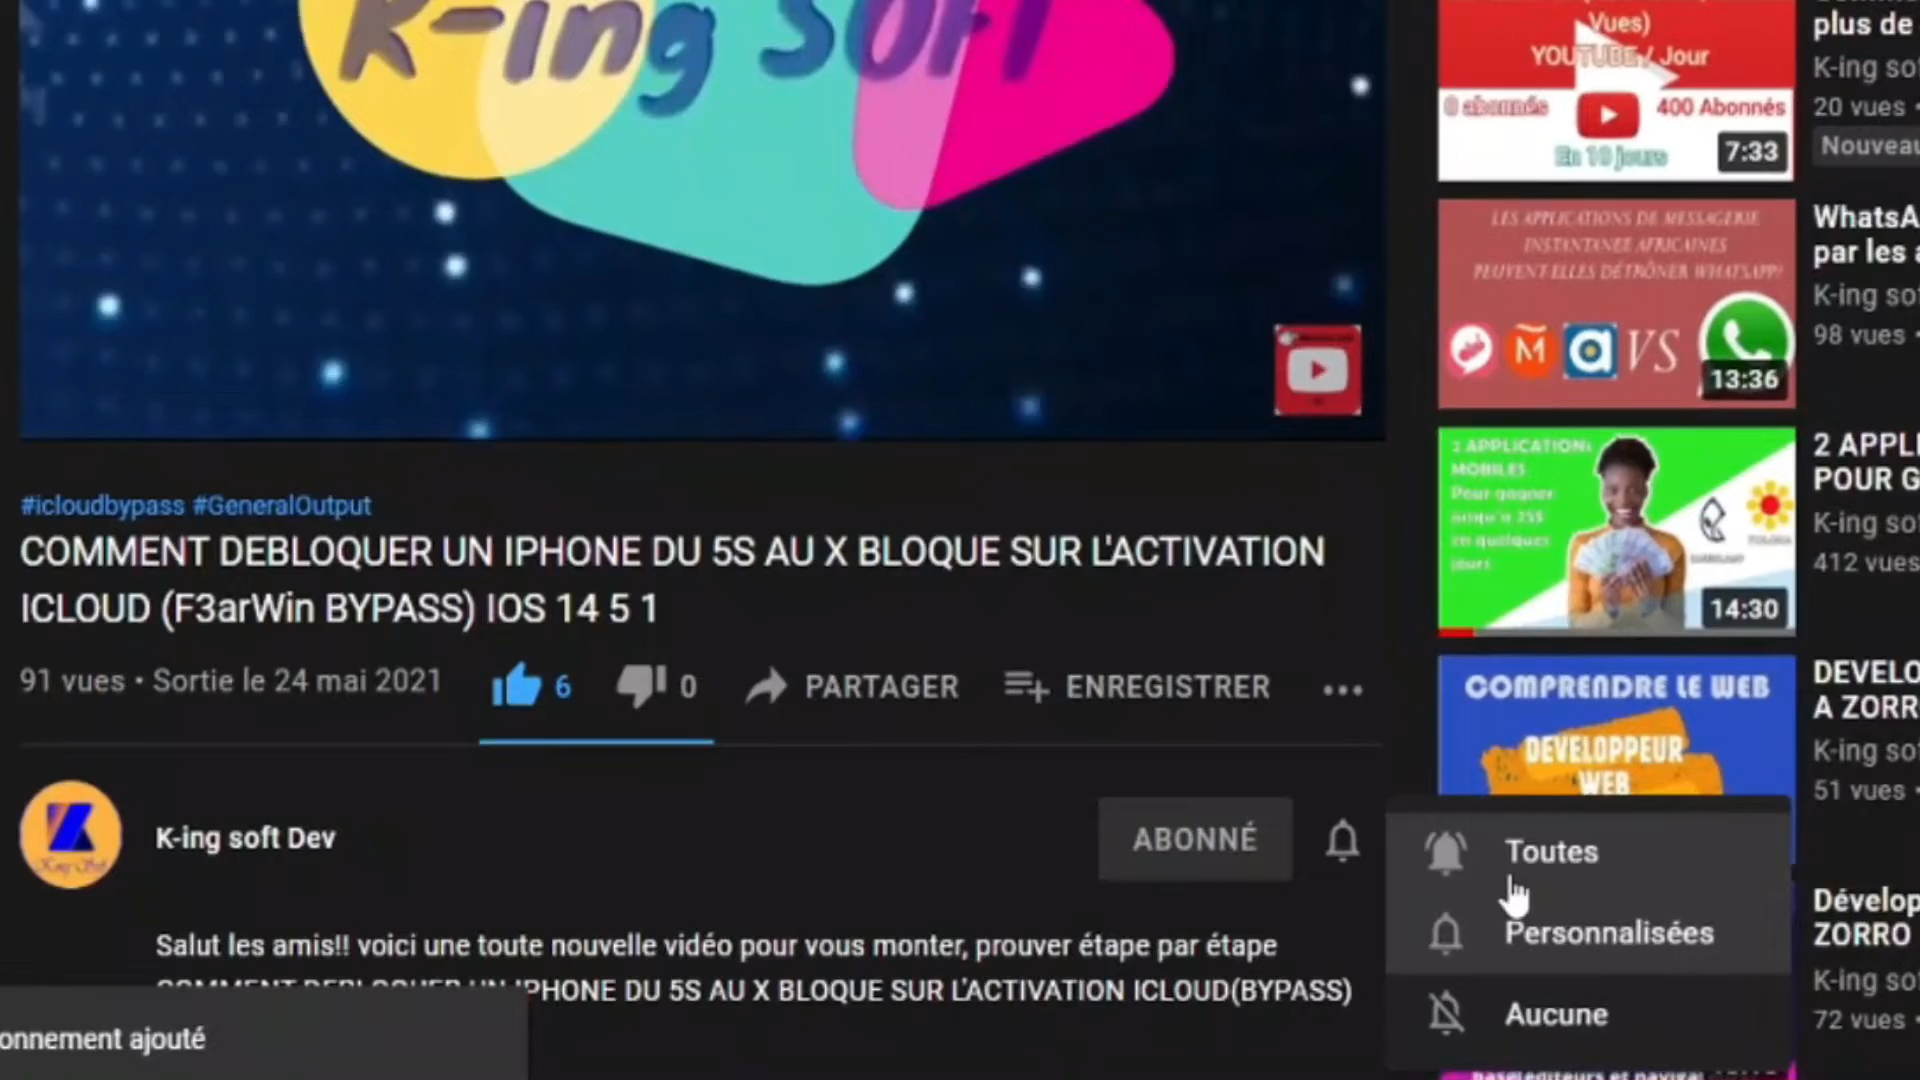 K-ing Soft
#icloudbypass #GeneralOutput
COMMENT DEBLOQUER UN IPHONE DU 5S AU X BLOQUE SUR L'ACTIVATION
ICLOUD (F3arWin BYPASS) IOS 14 5 1
91 vues • Sortie le 24 mai 2021
6
0
PARTAGER
ENREGISTRER
K-ing soft Dev
ABONNÉ
Salut les amis!! voici une toute nouvelle vidéo pour vous monter, prouver étape par étape
COMMENT DEBLOQUER UN IPHONE DU 5S AU X BLOQUE SUR L'ACTIVATION ICLOUD(BYPASS)
onnement ajouté
Toutes
Personnalisées
Aucune
Vues)
YOUTUBE / Jour
0 abonnés
400 Abonnés
En 10 jours
7:33
plus de
K-ing so
20 vues •
Nouveau
LES APPLICATIONS DE MESSAGERIE
INSTANTANEE AFRICAINES
PEUVENT ELLES DÉTRÔNER WHATSAPP?
VS
13:36
WhatsA
par les
K-ing so
98 vues •
2 APPLICATIONS
MOBILES
Pour gagner
jusqu'a 25$
en quelques
jours
14:30
2 APPLI
POUR G
K-ing so
412 vues
COMPRENDRE LE WEB
DEVELOPPEUR
WEB
DEVELO
A ZORR
K-ing so
51 vues •
Dévelop
ZORRO
K-ing so
72 vues •